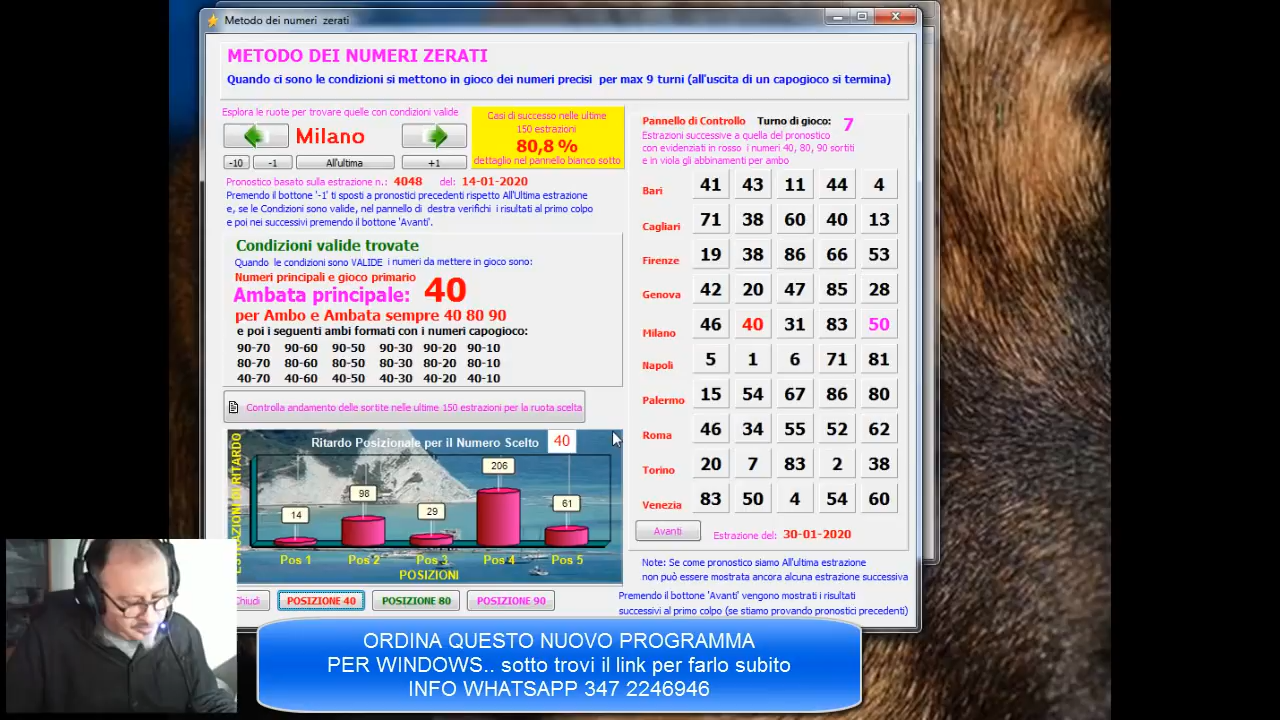 Metodo dei numeri zerati
METODO DEI NUMERI ZERATI
Quando ci sono le condizioni si mettono in gioco dei numeri precisi per max 9 turni (all'uscita di un capogioco si termina)
Esplora le ruote per trovare quelle con condizioni valide
Milano
-10 -1 All'ultima +1
Casi di successo nelle ultime
150 estrazioni
80,8 %
dettaglio nel pannello bianco sotto
Pronostico basato sulla estrazione n.: 4048 del: 14-01-2020
Premendo il bottone '-1' ti sposti a pronostici precedenti rispetto All'Ultima estrazione
e, se le Condizioni sono valide, nel pannello di destra verifichi i risultati al primo colpo
e poi nei successivi premendo il bottone 'Avanti'.
Condizioni valide trovate
Quando le condizioni sono VALIDE i numeri da mettere in gioco sono:
Numeri principali e gioco primario
Ambata principale: 40
per Ambo e Ambata sempre 40 80 90
e poi i seguenti ambi formati con i numeri capogioco:
90-70 90-60 90-50 90-30 90-20 90-10
80-70 80-60 80-50 80-30 80-20 80-10
40-70 40-60 40-50 40-30 40-20 40-10
Controlla andamento delle sortite nelle ultime 150 estrazioni per la ruota scelta
Ritardo Posizionale per il Numero Scelto 40
14 98 29 206 61
Pos 1 Pos 2 Pos 3 Pos 4 Pos 5
POSIZIONI
POSIZIONE 40 POSIZIONE 80 POSIZIONE 90
Pannello di Controllo Turno di gioco: 7
Estrazioni successive a quella del pronostico
con evidenziati in rosso i numeri 40, 80, 90 sortiti
e in viola gli abbinamenti per ambo
Bari 41 43 11 44 4
Cagliari 71 38 60 40 13
Firenze 19 38 86 66 53
Genova 42 20 47 85 28
Milano 46 40 31 83 50
Napoli 5 1 6 71 81
Palermo 15 54 67 86 80
Roma 46 34 55 52 62
Torino 20 7 83 2 38
Venezia 83 50 4 54 60
Avanti Estrazione del: 30-01-2020
Note: Se come pronostico siamo All'ultima estrazione
non può essere mostrata ancora alcuna estrazione successiva
Premendo il bottone 'Avanti' vengono mostrati i risultati
successivi al primo colpo (se stiamo provando pronostici precedenti)
ORDINA QUESTO NUOVO PROGRAMMA
PER WINDOWS.. sotto trovi il link per farlo subito
INFO WHATSAPP 347 2246946